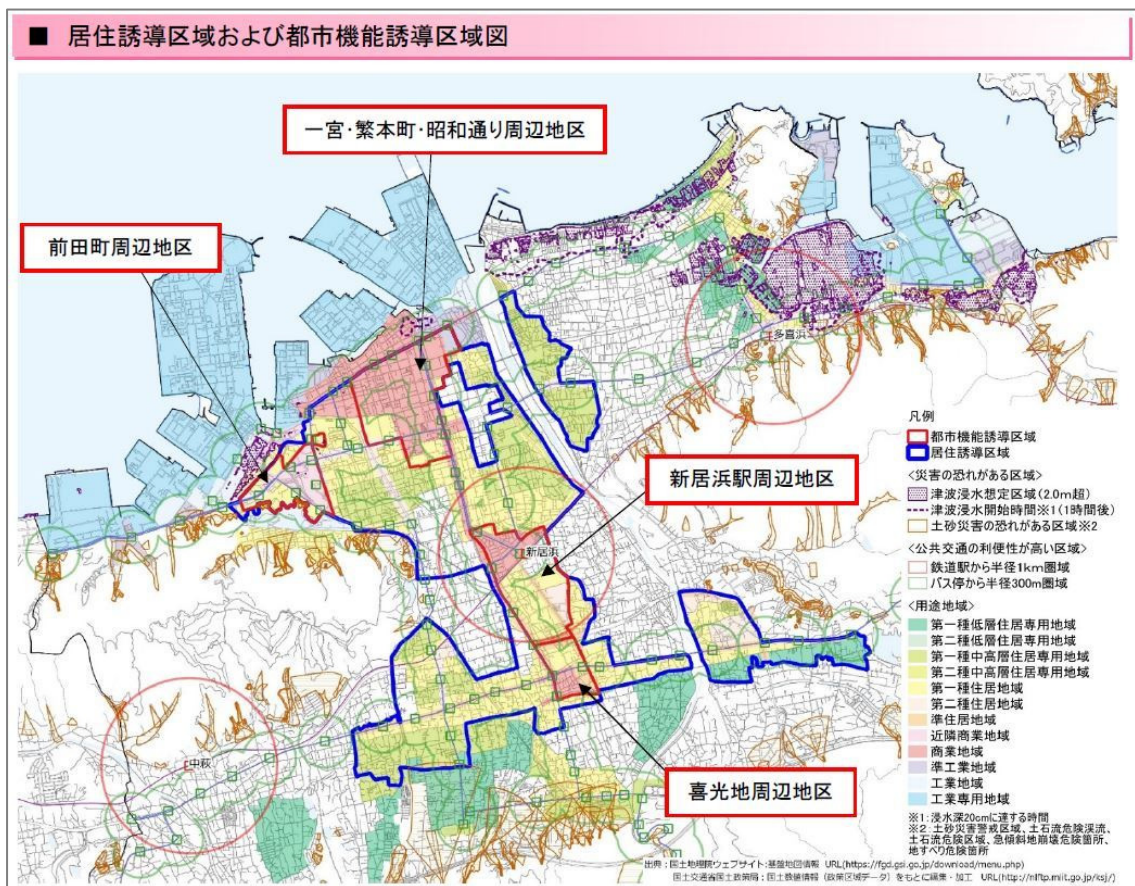 ■ 居住誘導区域および都市機能誘導区域図
一宮・繁本町・昭和通り周辺地区
前田町周辺地区
多喜浜
新居浜駅周辺地区
新居浜
中萩
喜光地周辺地区
凡例
都市機能誘導区域
居住誘導区域
<災害の恐れがある区域>
津波浸水想定区域(2.0m超)
津波浸水開始時間※1(1時間後)
土砂災害の恐れがある区域※2
<公共交通の利便性が高い区域>
鉄道駅から半径1km圏域
バス停から半径300m圏域
<用途地域>
第一種低層住居専用地域
第二種低層住居専用地域
第一種中高層住居専用地域
第二種中高層住居専用地域
第一種住居地域
第二種住居地域
準住居地域
近隣商業地域
商業地域
準工業地域
工業地域
工業専用地域
※1:浸水深20cmに達する時間
※2:土砂災害警戒区域、土石流危険渓流、
土石流危険区域、急傾斜地崩壊危険箇所、
地すべり危険箇所
出典:国土地理院ウェブサイト:基盤地図情報 URL(https://fgd.gsi.go.jp/download/menu.php)
国土交通省国土政策局:国土数値情報(政策区域データ)をもとに編集・加工 URL(http://nlftp.mlit.go.jp/ksj/)